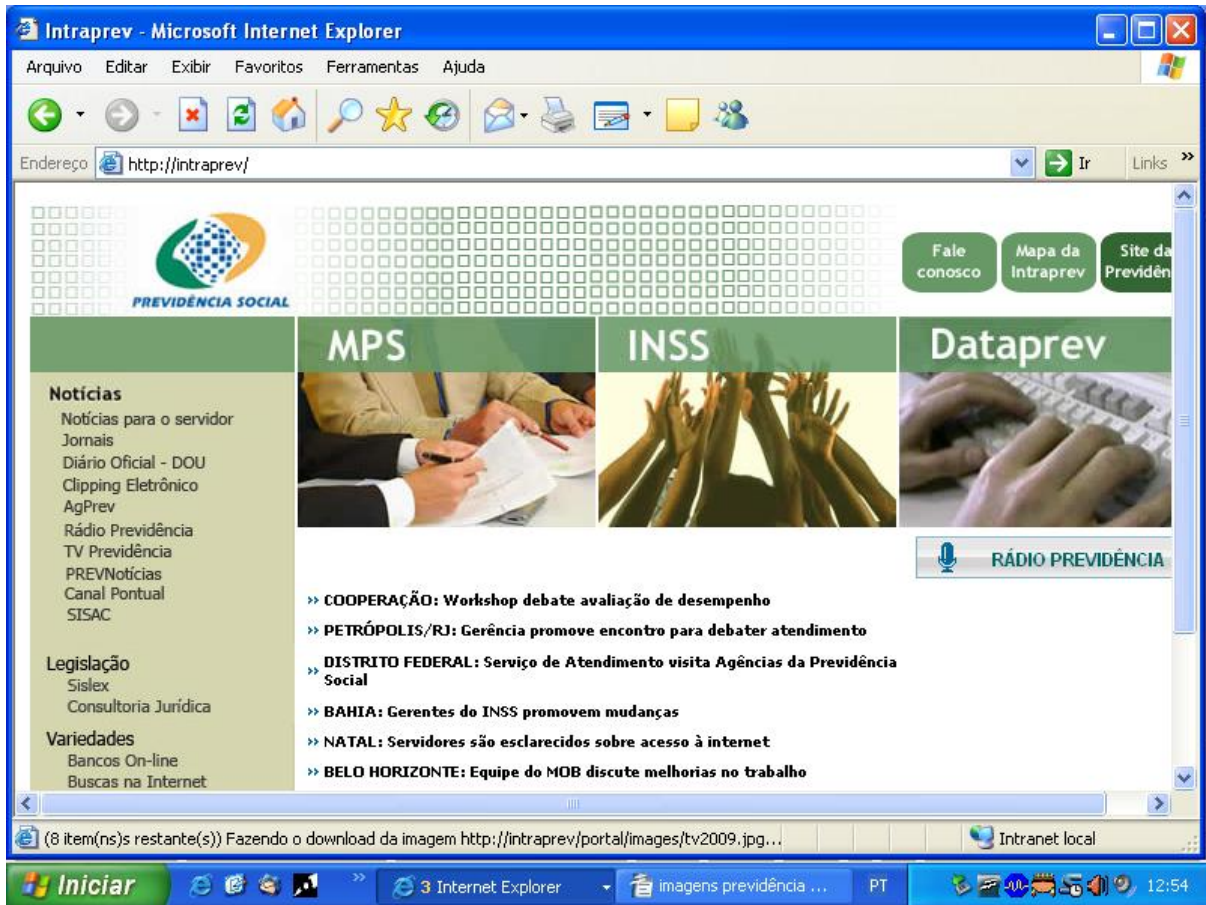 Intraprev - Microsoft Internet Explorer
Arquivo Editar Exibir Favoritos Ferramentas Ajuda
Endereço http://intraprev/ Ir Links »
PREVIDÊNCIA SOCIAL
Fale conosco
Mapa da Intraprev
Site da Previdên
MPS INSS Dataprev
Notícias
Notícias para o servidor
Jornais
Diário Oficial - DOU
Clipping Eletrônico
AgPrev
Rádio Previdência
TV Previdência
PREVNotícias
Canal Pontual
SISAC
Legislação
Sislex
Consultoria Jurídica
Variedades
Bancos On-line
Buscas na Internet
RÁDIO PREVIDÊNCIA
» COOPERAÇÃO: Workshop debate avaliação de desempenho
» PETRÓPOLIS/RJ: Gerência promove encontro para debater atendimento
» DISTRITO FEDERAL: Serviço de Atendimento visita Agências da Previdência
Social
» BAHIA: Gerentes do INSS promovem mudanças
» NATAL: Servidores são esclarecidos sobre acesso à internet
» BELO HORIZONTE: Equipe do MOB discute melhorias no trabalho
(8 item(ns)s restante(s)) Fazendo o download da imagem http://intraprev/portal/images/tv2009.jpg... Intranet local
Iniciar » 3 Internet Explorer imagens previdência ... PT 12:54